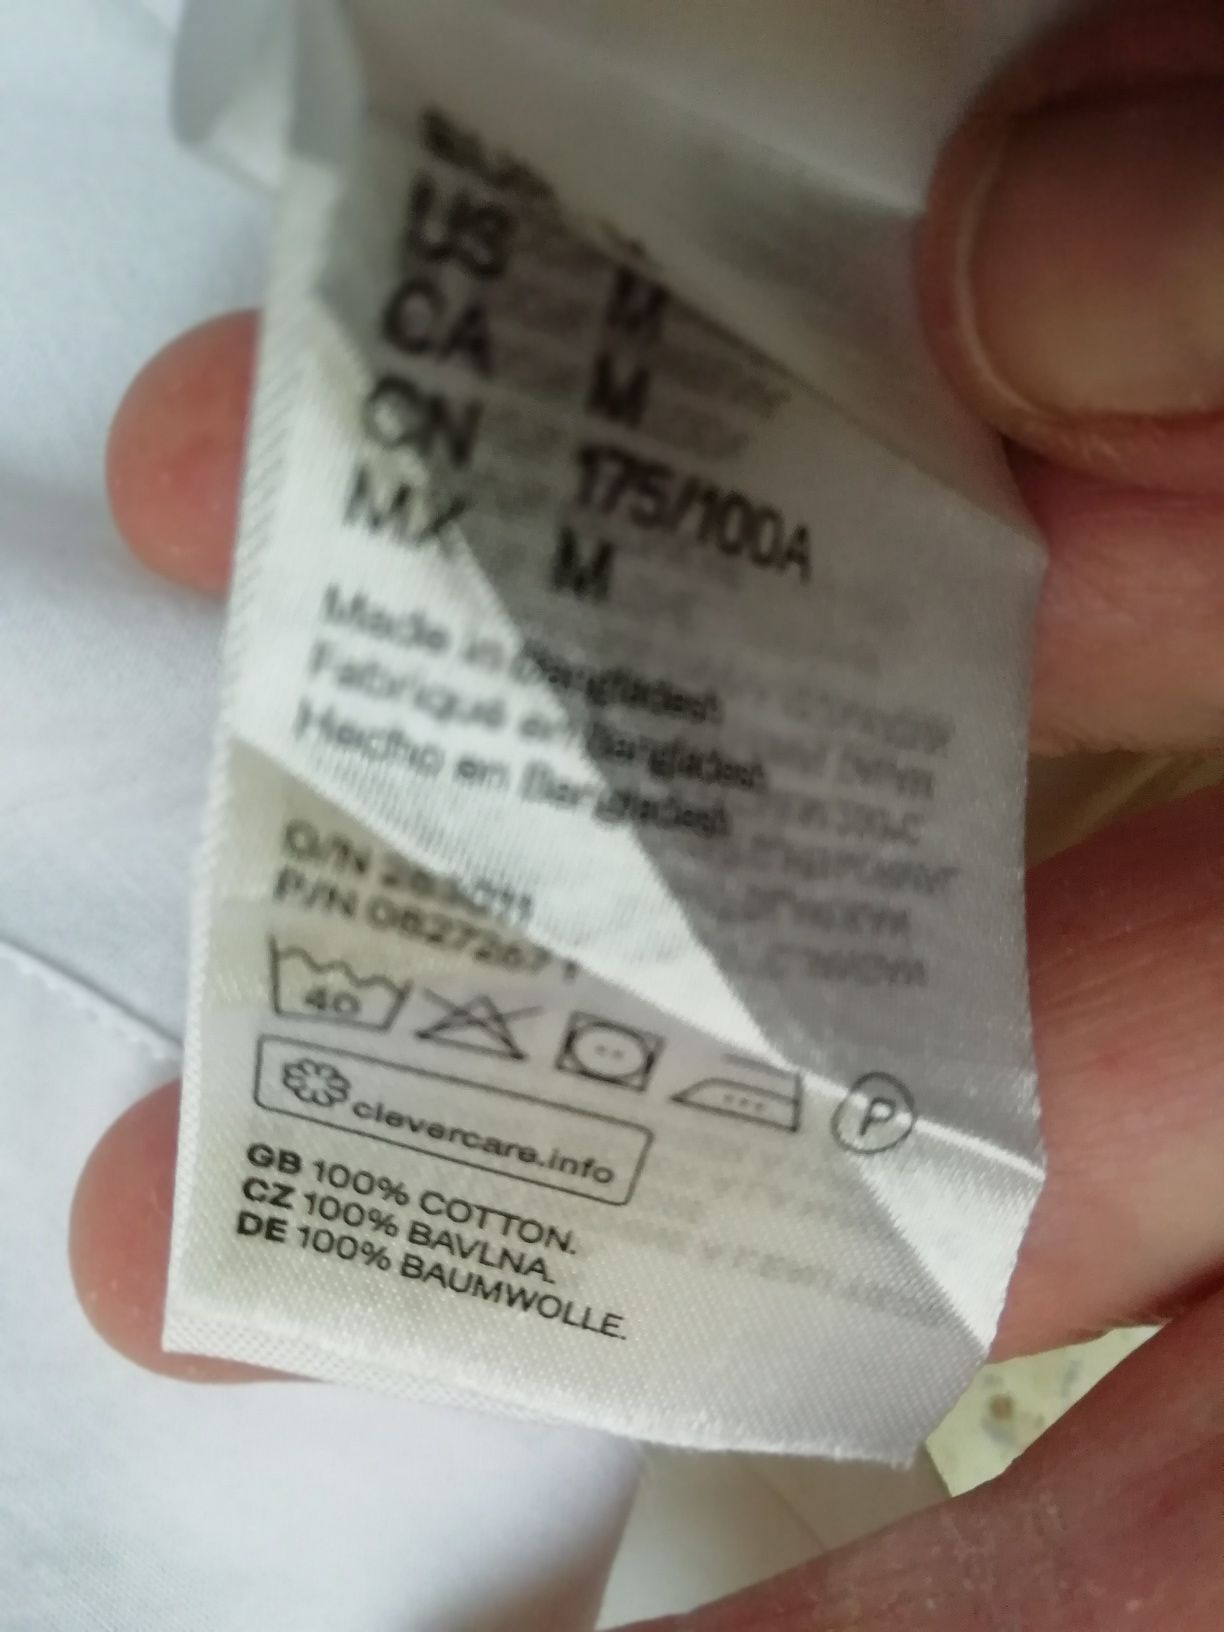 US M
CA M
CN 175/100A
MX M
Made in Bangladesh
Fabriqué en Bangladesh
Hecho en Bangladesh
O/N
P/N
40
P
clevercare.info
GB 100% COTTON.
CZ 100% BAVLNA.
DE 100% BAUMWOLLE.